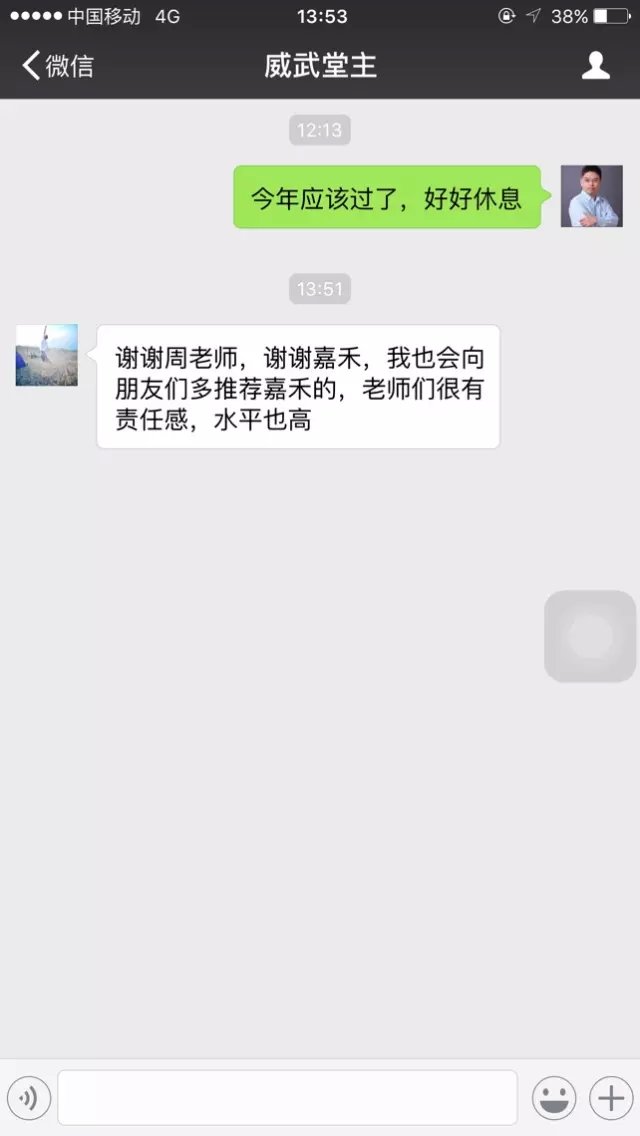 中国移动 4G 13:53 38%
微信 威武堂主
12:13
今年应该过了，好好休息
13:51
谢谢周老师，谢谢嘉禾，我也会向
朋友们多推荐嘉禾的，老师们很有
责任感，水平也高